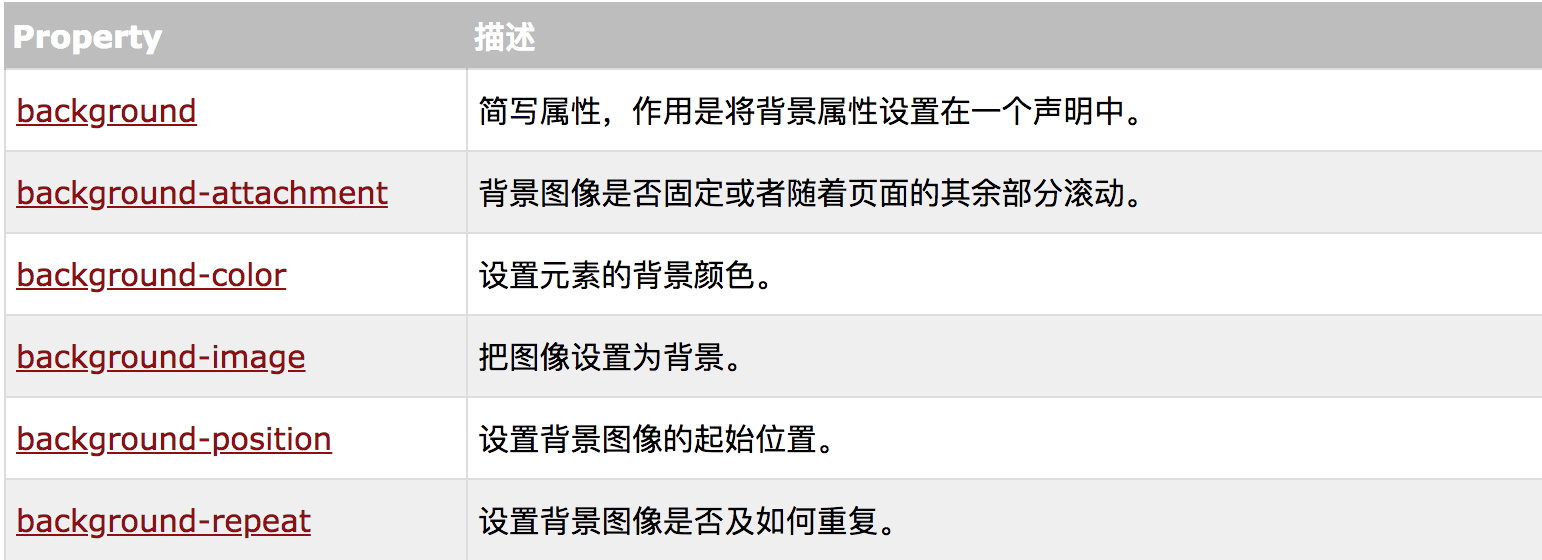 Property 描述
background 简写属性，作用是将背景属性设置在一个声明中。
background-attachment 背景图像是否固定或者随着页面的其余部分滚动。
background-color 设置元素的背景颜色。
background-image 把图像设置为背景。
background-position 设置背景图像的起始位置。
background-repeat 设置背景图像是否及如何重复。